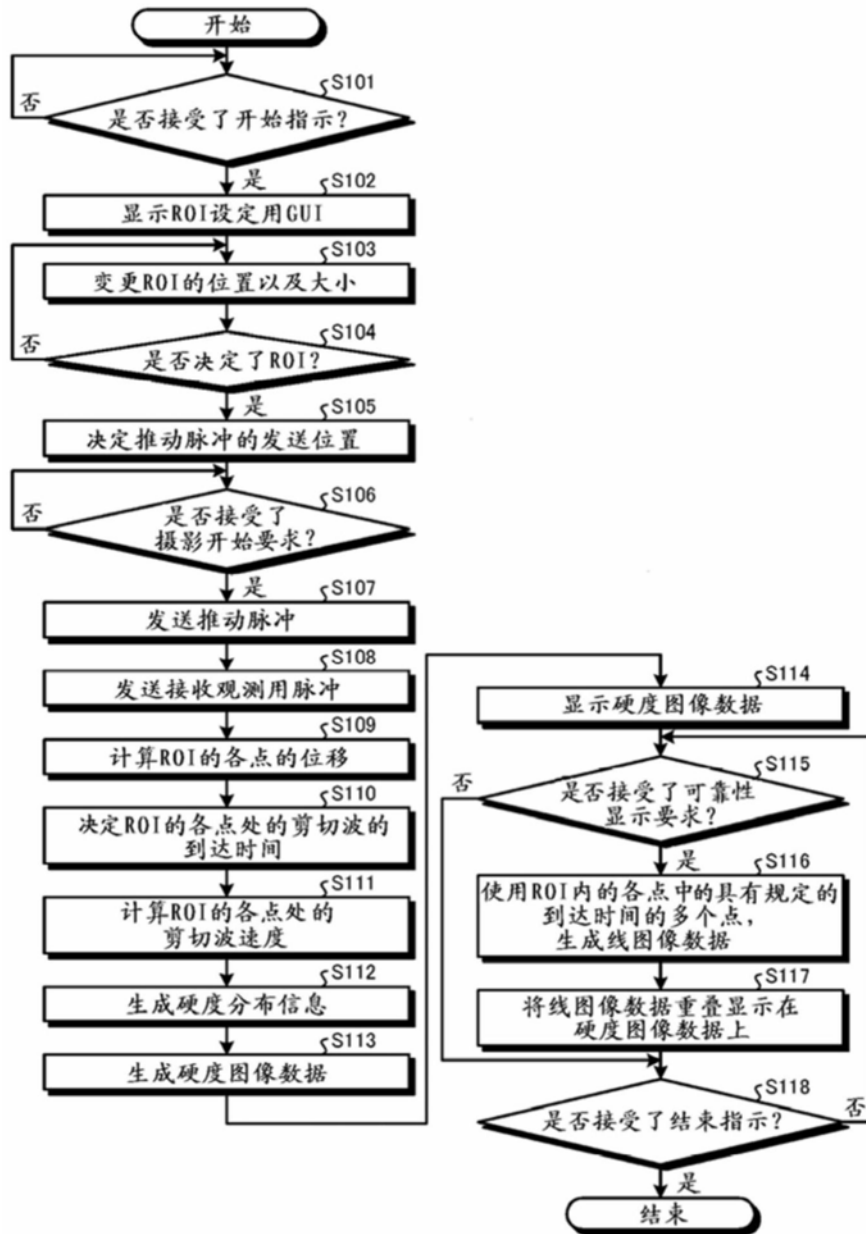 开始
S101
是否接受了开始指示?
否
是
S102
显示ROI设定用GUI
S103
变更ROI的位置以及大小
S104
是否决定了ROI?
否
是
S105
决定推动脉冲的发送位置
S106
是否接受了
摄影开始要求?
否
是
S107
发送推动脉冲
S108
发送接收观测用脉冲
S109
计算ROI的各点的位移
S110
决定ROI的各点处的剪切波的
到达时间
S111
计算ROI的各点处的
剪切波速度
S112
生成硬度分布信息
S113
生成硬度图像数据
S114
显示硬度图像数据
S115
是否接受了可靠性
显示要求?
否
是
S116
使用ROI内的各点中的具有规定的
到达时间的多个点,
生成线图像数据
S117
将线图像数据重叠显示在
硬度图像数据上
S118
是否接受了结束指示?
否
是
结束